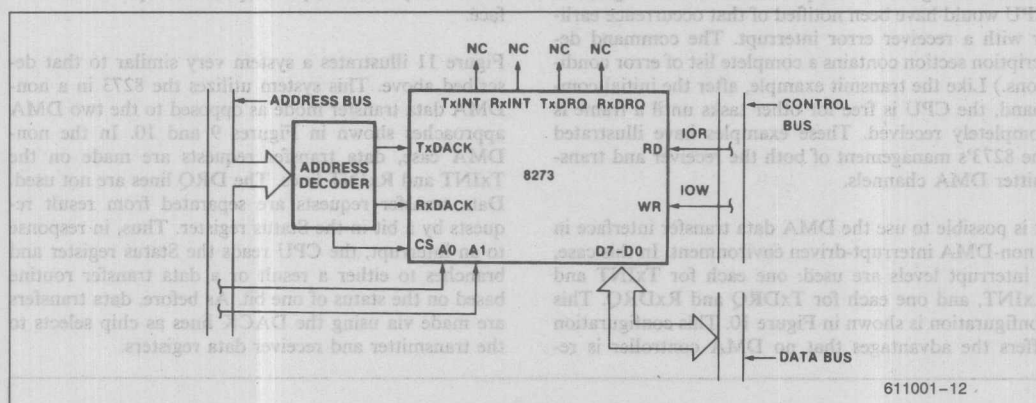 NC NC NC NC
ADDRESS BUS
TxINT RxINT TxDRQ RxDRQ
CONTROL
BUS
IOR
TxDACK
RD
ADDRESS
DECODER
8273
IOW
RxDACK
WR
CS A0 A1
D7-D0
DATA BUS
611001-12